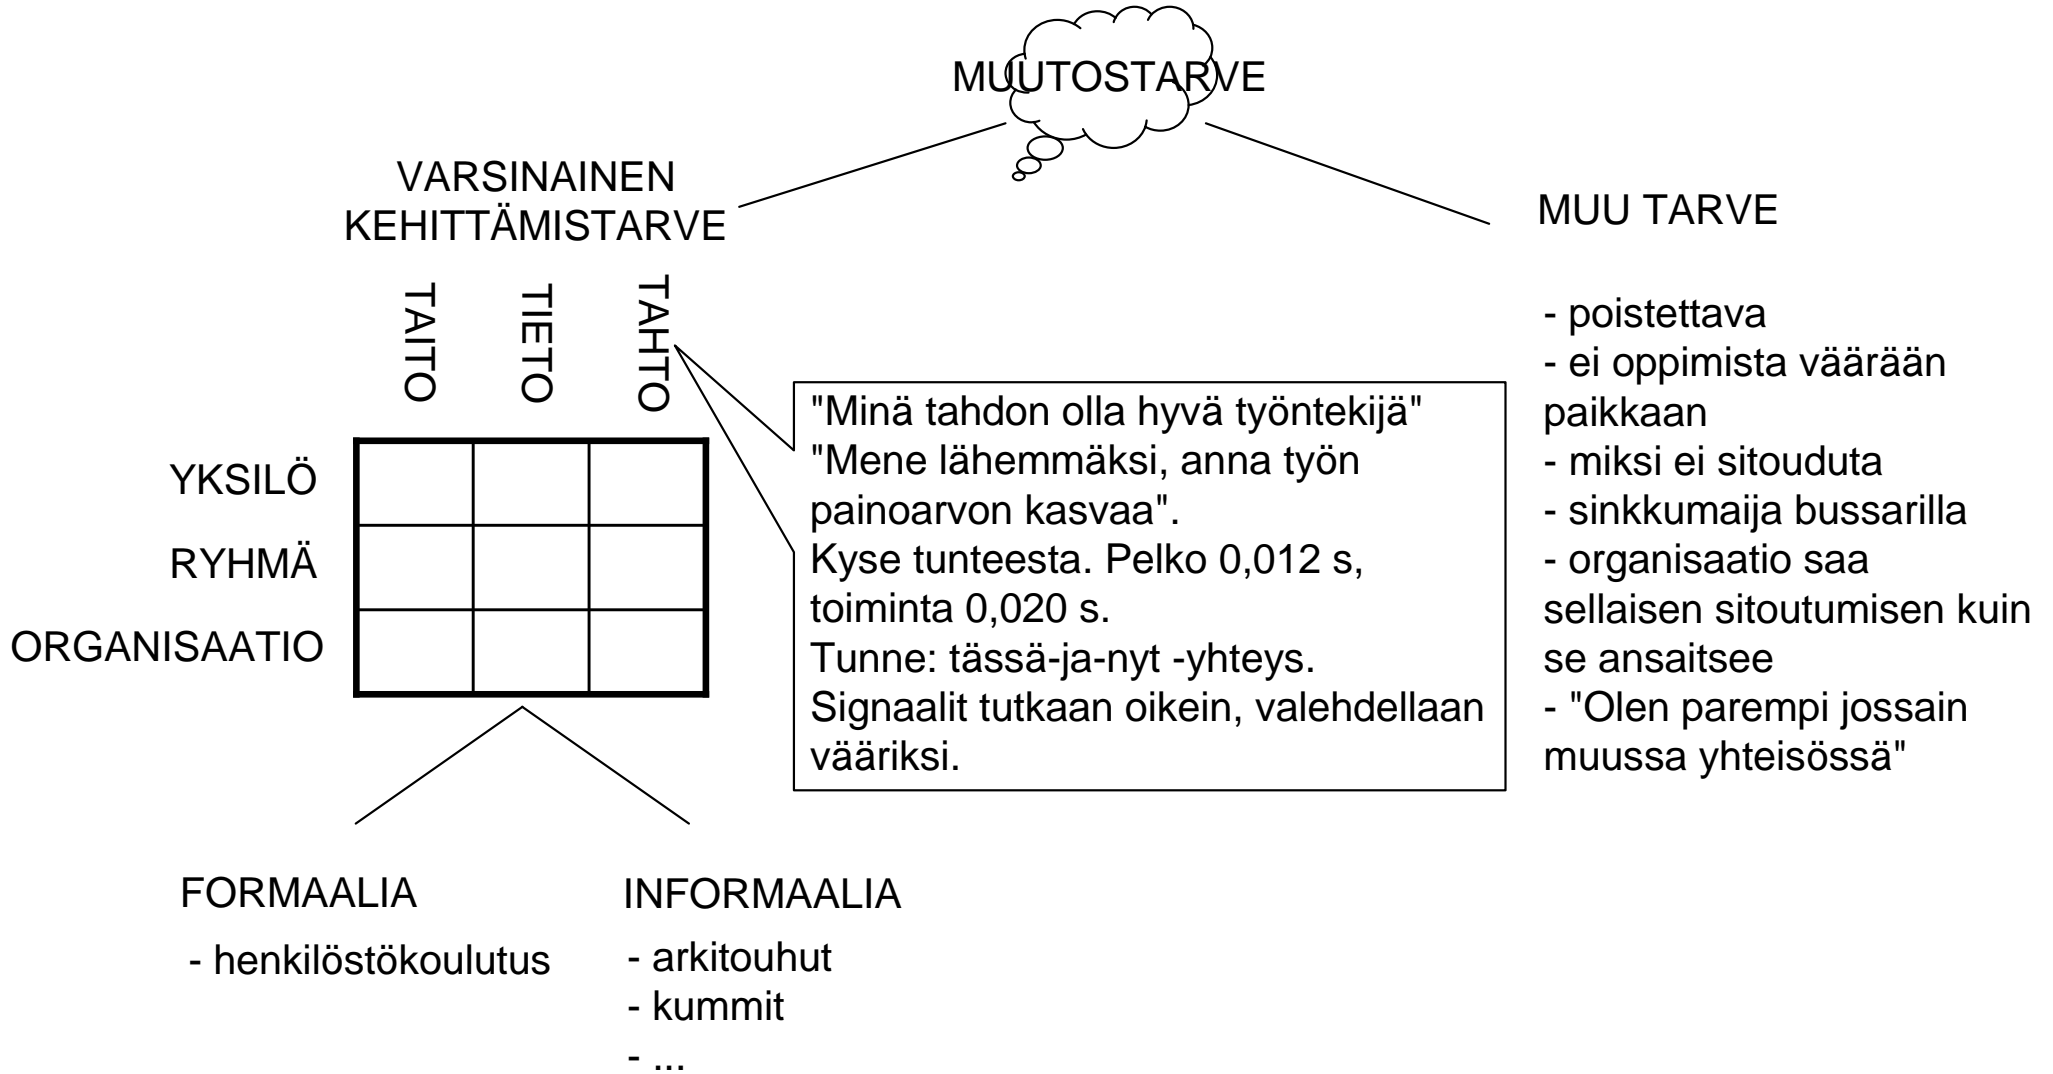 MUUTOSTARVE
VARSINAINEN
KEHITTÄMISTARVE
TAITO
TIETO
TAHTO
YKSILÖ
RYHMÄ
ORGANISAATIO
"Minä tahdon olla hyvä työntekijä"
"Mene lähemmäksi, anna työn
painoarvon kasvaa".
Kyse tunteesta. Pelko 0,012 s,
toiminta 0,020 s.
Tunne: tässä-ja-nyt -yhteys.
Signaalit tutkaan oikein, valehdellaan
vääriksi.
MUU TARVE
- poistettava
- ei oppimista väärään
paikkaan
- miksi ei sitouduta
- sinkkumaija bussarilla
- organisaatio saa
sellaisen sitoutumisen kuin
se ansaitsee
- "Olen parempi jossain
muussa yhteisössä"
FORMAALIA
- henkilöstökoulutus
INFORMAALIA
- arkitouhut
- kummit
- ...